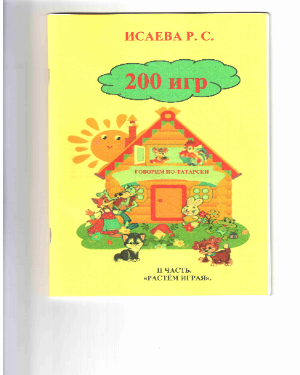 ИСАЕВА Р. С.
200 игр
ГОВОРИМ ПО-ТАТАРСКИ
II ЧАСТЬ.
«РАСТЁМ ИГРАЯ».